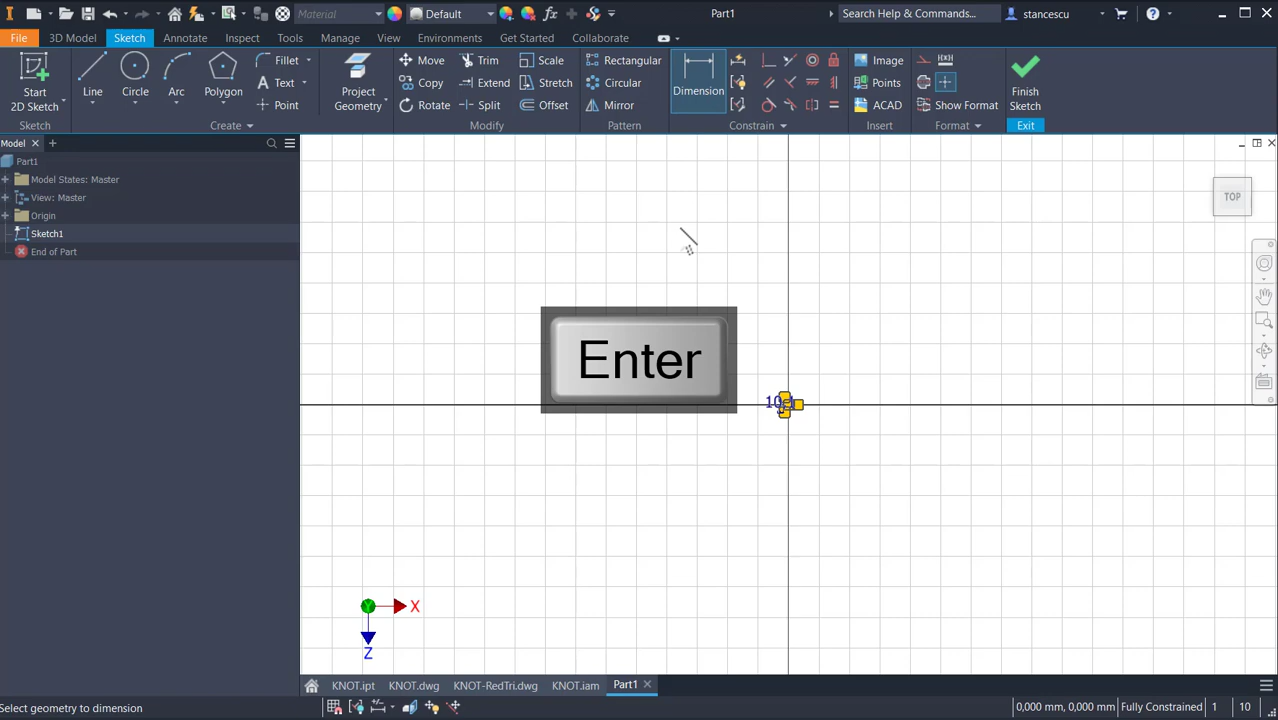 Material
Default
fx
Part1
Search Help & Commands...
stancescu
File
3D Model
Sketch
Annotate
Inspect
Tools
Manage
View
Environments
Get Started
Collaborate
Start
2D Sketch
Line
Circle
Arc
Polygon
Fillet
Text
Point
Project
Geometry
Move
Copy
Rotate
Trim
Extend
Split
Scale
Stretch
Offset
Rectangular
Circular
Mirror
Dimension
Image
Points
ACAD
Show Format
Finish
Sketch
Sketch
Create
Modify
Pattern
Constrain
Insert
Format
Exit
Model
Part1
Model States: Master
View: Master
Origin
Sketch1
End of Part
TOP
Enter
Y
X
Z
KNOT.ipt
KNOT.dwg
KNOT-RedTri.dwg
KNOT.iam
Part1
Select geometry to dimension
0,000 mm, 0,000 mm
Fully Constrained
1
10